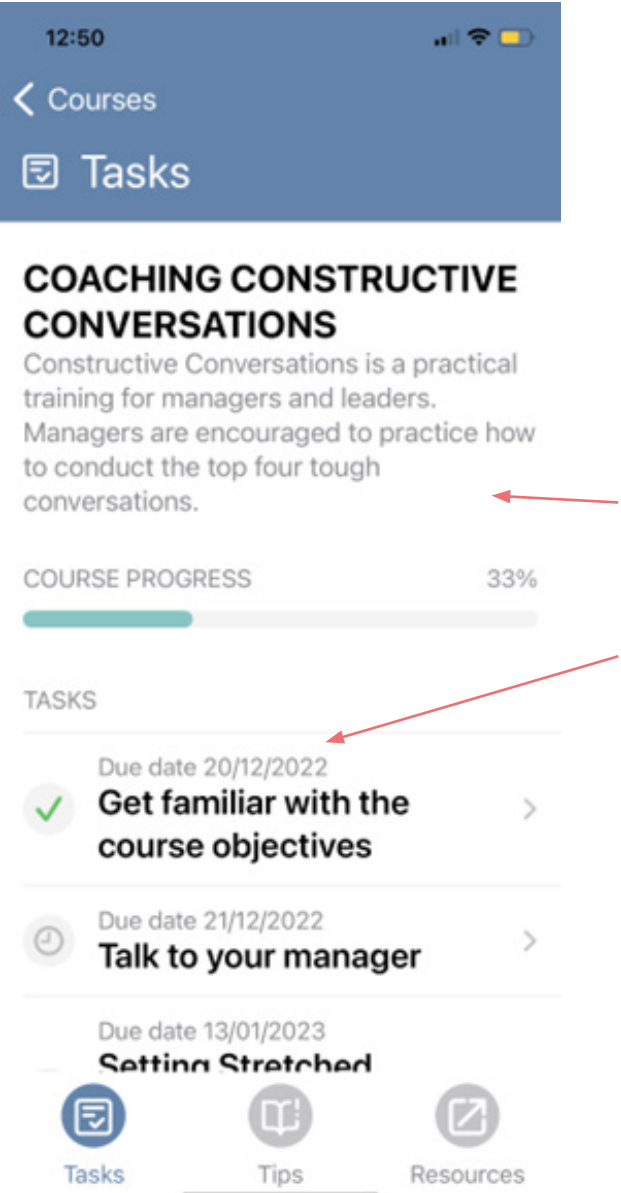 12:50
Courses
Tasks
COACHING CONSTRUCTIVE
CONVERSATIONS
Constructive Conversations is a practical
training for managers and leaders.
Managers are encouraged to practice how
to conduct the top four tough
conversations.
COURSE PROGRESS 33%
TASKS
Due date 20/12/2022
Get familiar with the
course objectives
Due date 21/12/2022
Talk to your manager
Due date 13/01/2023
Setting Stretched
Tasks Tips Resources